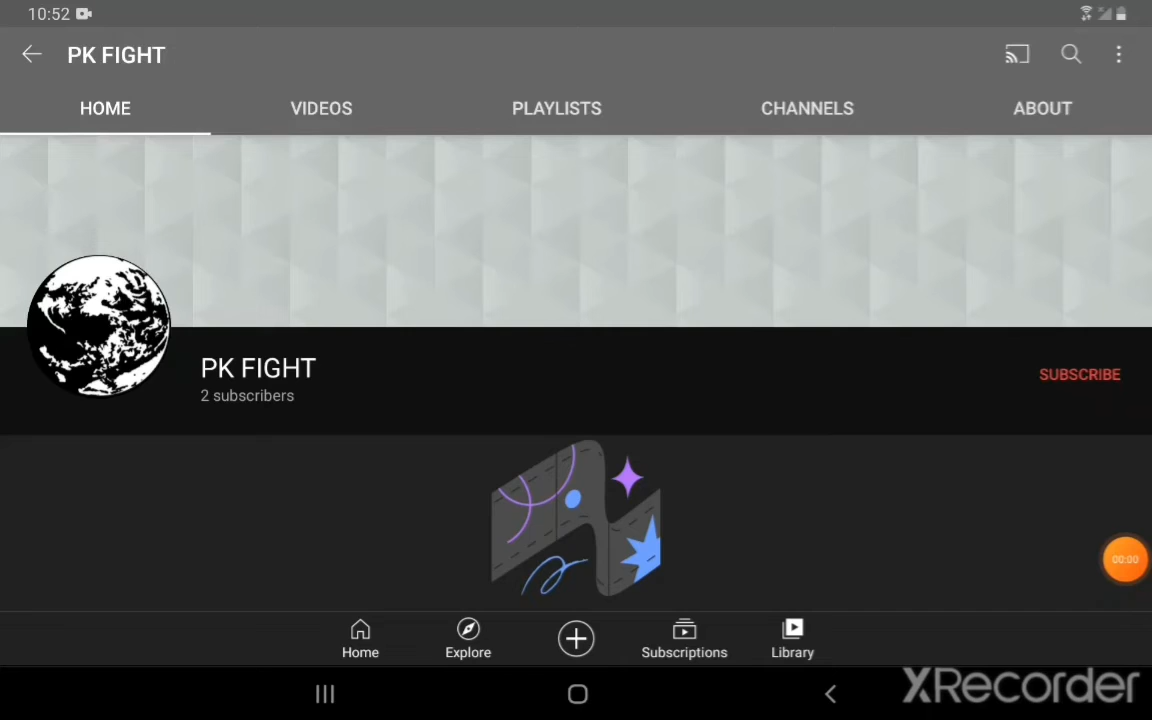 10:52
PK FIGHT
HOME VIDEOS PLAYLISTS CHANNELS ABOUT
PK FIGHT
2 subscribers
SUBSCRIBE
00:00
Home Explore Subscriptions Library
XRecorder